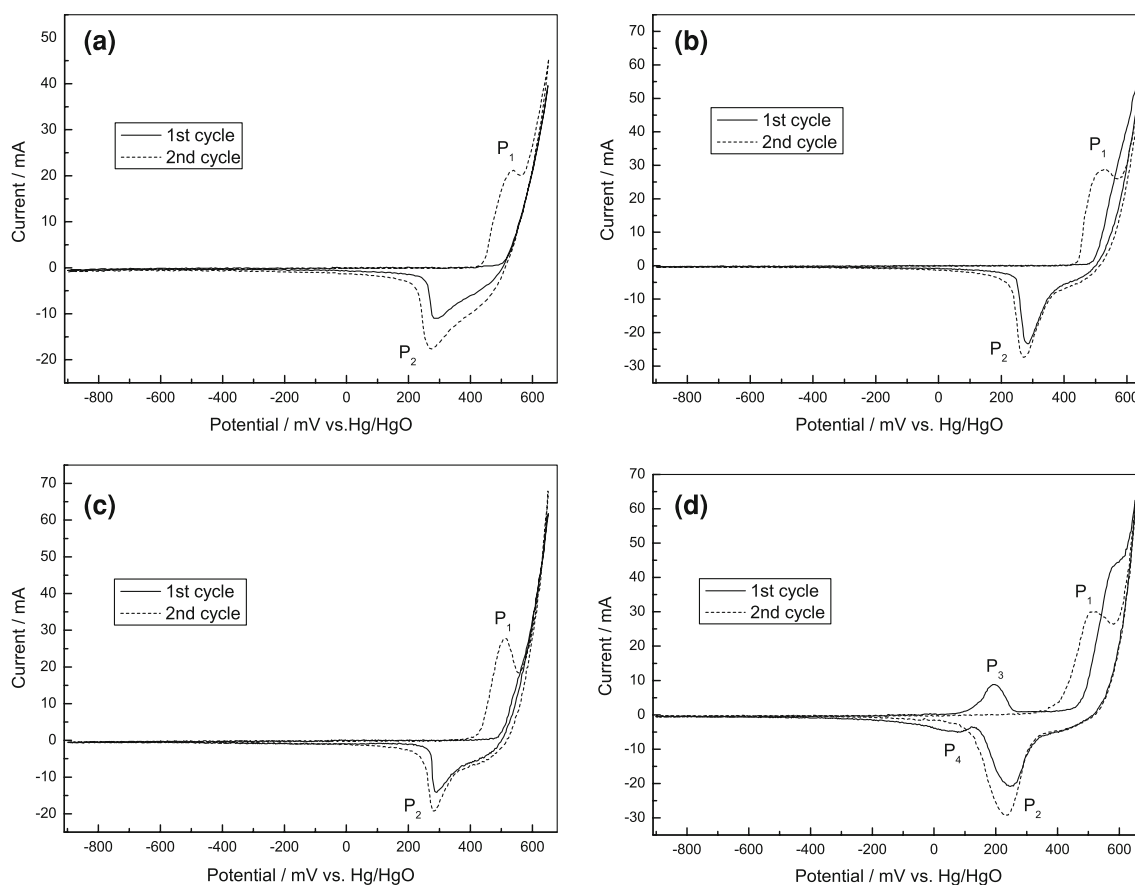 (a)
50
40
30
20
10
0
-10
-20
Current / mA
1st cycle
2nd cycle
P1
P2
-800 -600 -400 -200 0 200 400 600
Potential / mV vs.Hg/HgO
(b)
70
60
50
40
30
20
10
0
-10
-20
-30
Current / mA
1st cycle
2nd cycle
P1
P2
-800 -600 -400 -200 0 200 400 600
Potential / mV vs. Hg/HgO
(c)
70
60
50
40
30
20
10
0
-10
-20
Current / mA
1st cycle
2nd cycle
P1
P2
-800 -600 -400 -200 0 200 400 600
Potential / mV vs. Hg/HgO
(d)
70
60
50
40
30
20
10
0
-10
-20
-30
Current / mA
1st cycle
2nd cycle
P1
P3
P4
P2
-800 -600 -400 -200 0 200 400 600
Potential / mV vs. Hg/HgO